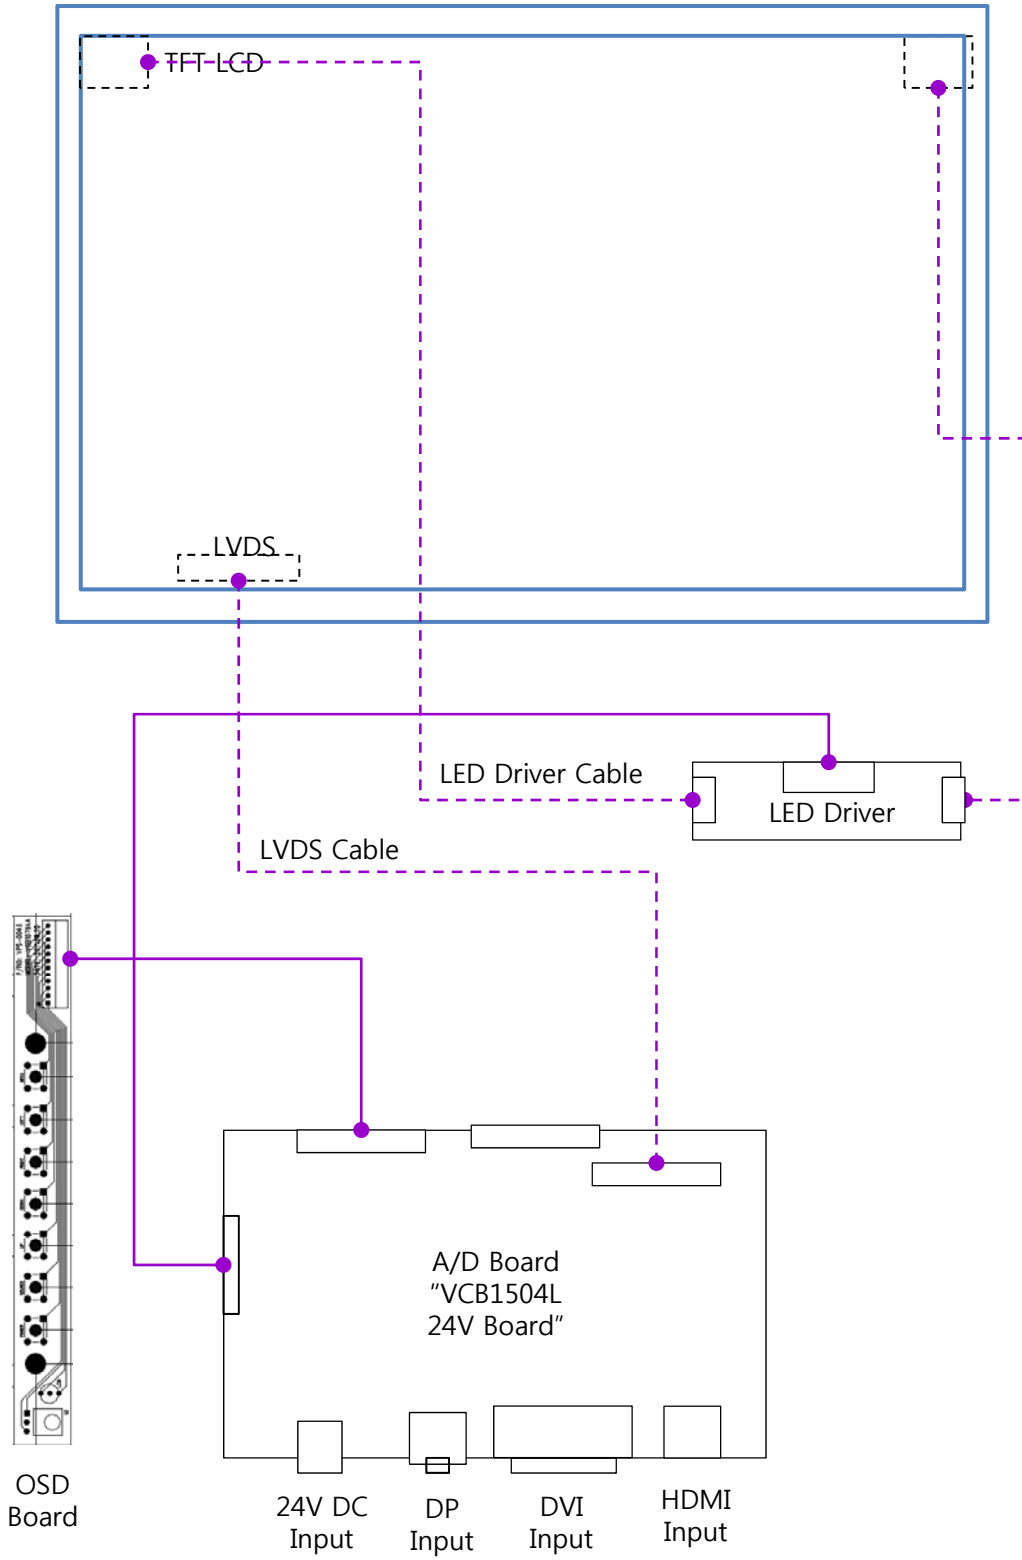 TFT LCD
LVDS
LED Driver Cable
LED Driver
LVDS Cable
A/D Board
"VCB1504L
24V Board"
OSD
Board
24V DC
Input
DP
Input
DVI
Input
HDMI
Input